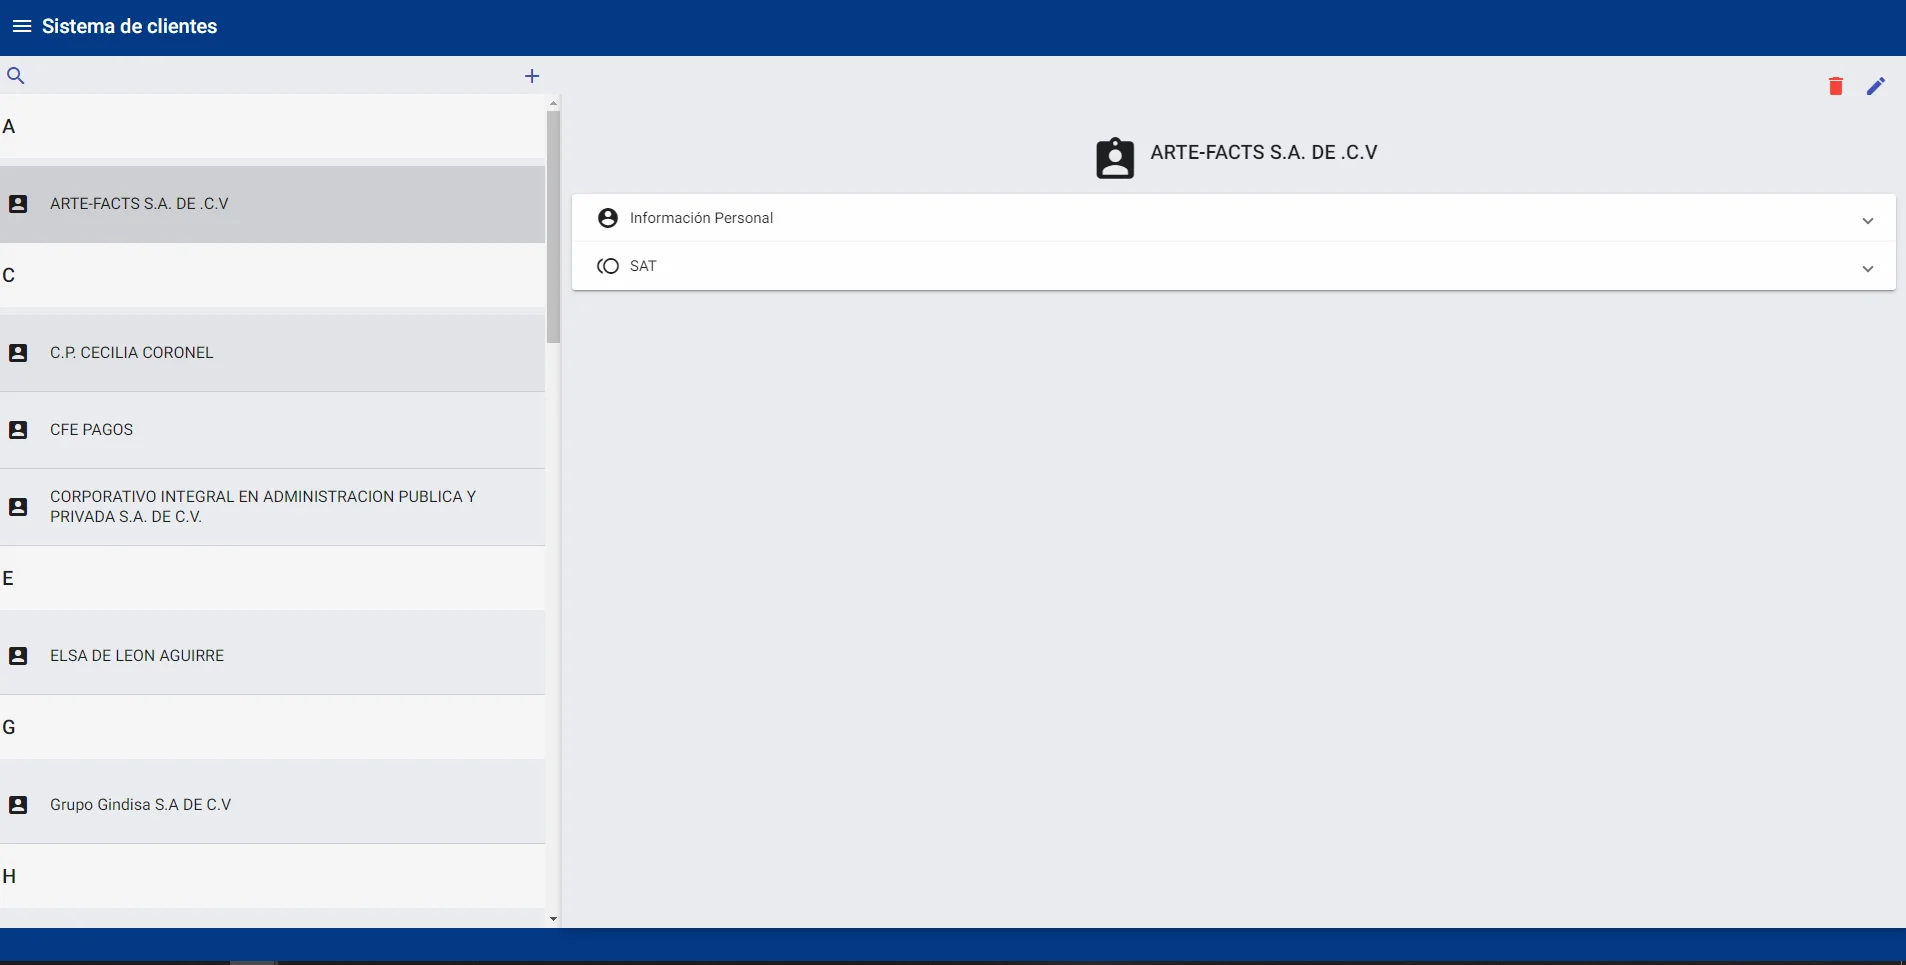 Sistema de clientes
A
ARTE-FACTS S.A. DE .C.V
C
C.P. CECILIA CORONEL
CFE PAGOS
CORPORATIVO INTEGRAL EN ADMINISTRACION PUBLICA Y
PRIVADA S.A. DE C.V.
E
ELSA DE LEON AGUIRRE
G
Grupo Gindisa S.A DE C.V
H
ARTE-FACTS S.A. DE .C.V
Información Personal
SAT